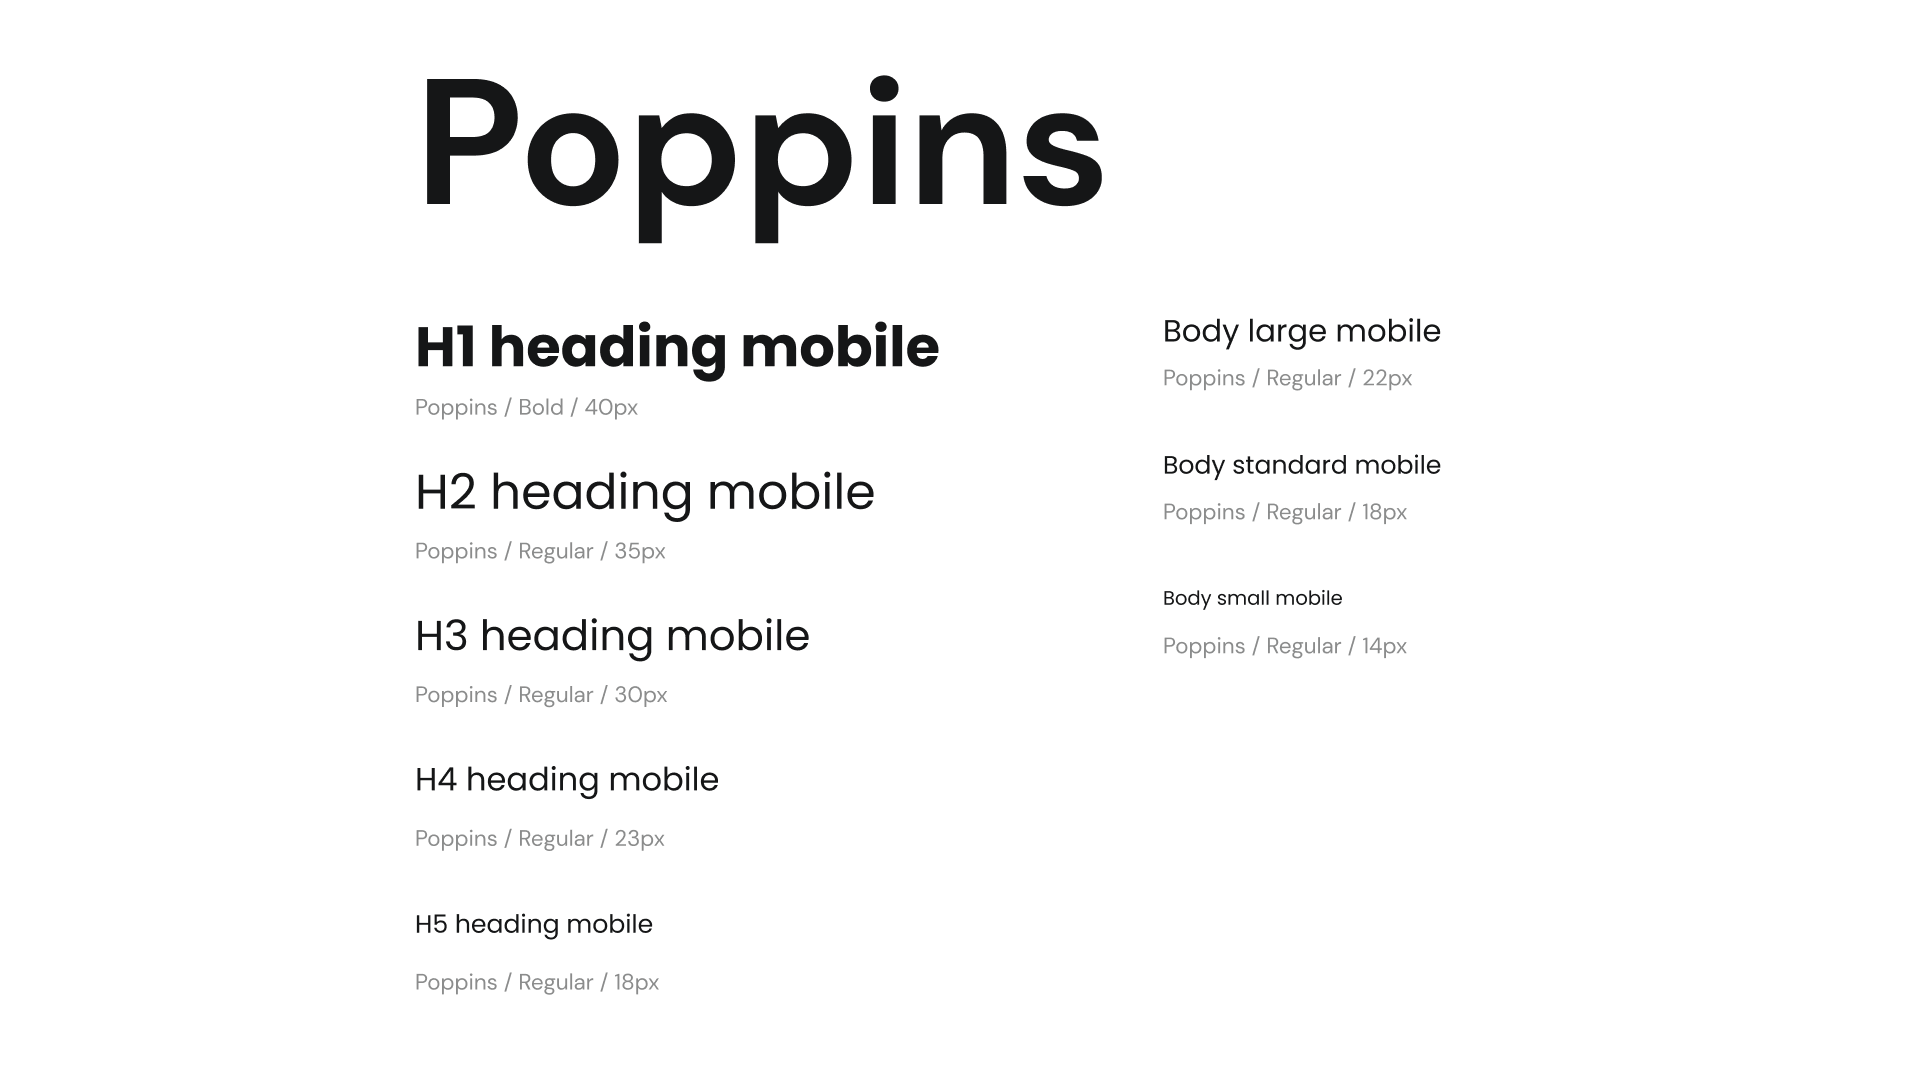 Poppins
H1 heading mobile
Poppins / Bold / 40px
H2 heading mobile
Poppins / Regular / 35px
H3 heading mobile
Poppins / Regular / 30px
H4 heading mobile
Poppins / Regular / 23px
H5 heading mobile
Poppins / Regular / 18px
Body large mobile
Poppins / Regular / 22px
Body standard mobile
Poppins / Regular / 18px
Body small mobile
Poppins / Regular / 14px